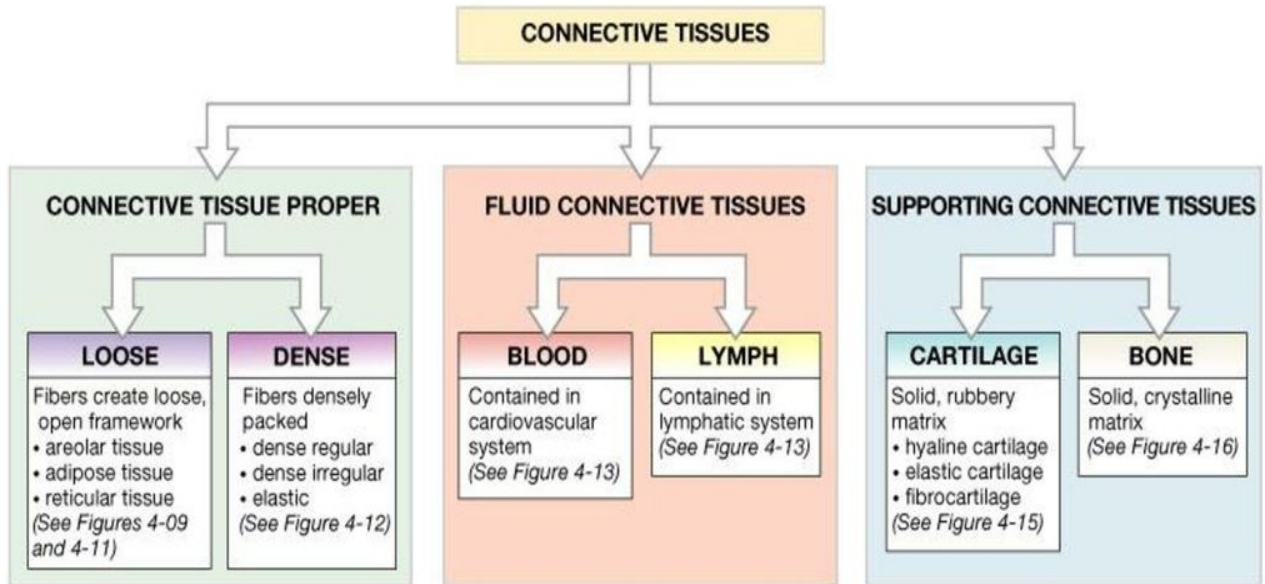 CONNECTIVE TISSUES
CONNECTIVE TISSUE PROPER
LOOSE
Fibers create loose,
open framework
• areolar tissue
• adipose tissue
• reticular tissue
(See Figures 4-09
and 4-11)
DENSE
Fibers densely
packed
• dense regular
• dense irregular
• elastic
(See Figure 4-12)
FLUID CONNECTIVE TISSUES
BLOOD
Contained in
cardiovascular
system
(See Figure 4-13)
LYMPH
Contained in
lymphatic system
(See Figure 4-13)
SUPPORTING CONNECTIVE TISSUES
CARTILAGE
Solid, rubbery
matrix
• hyaline cartilage
• elastic cartilage
• fibrocartilage
(See Figure 4-15)
BONE
Solid, crystalline
matrix
(See Figure 4-16)